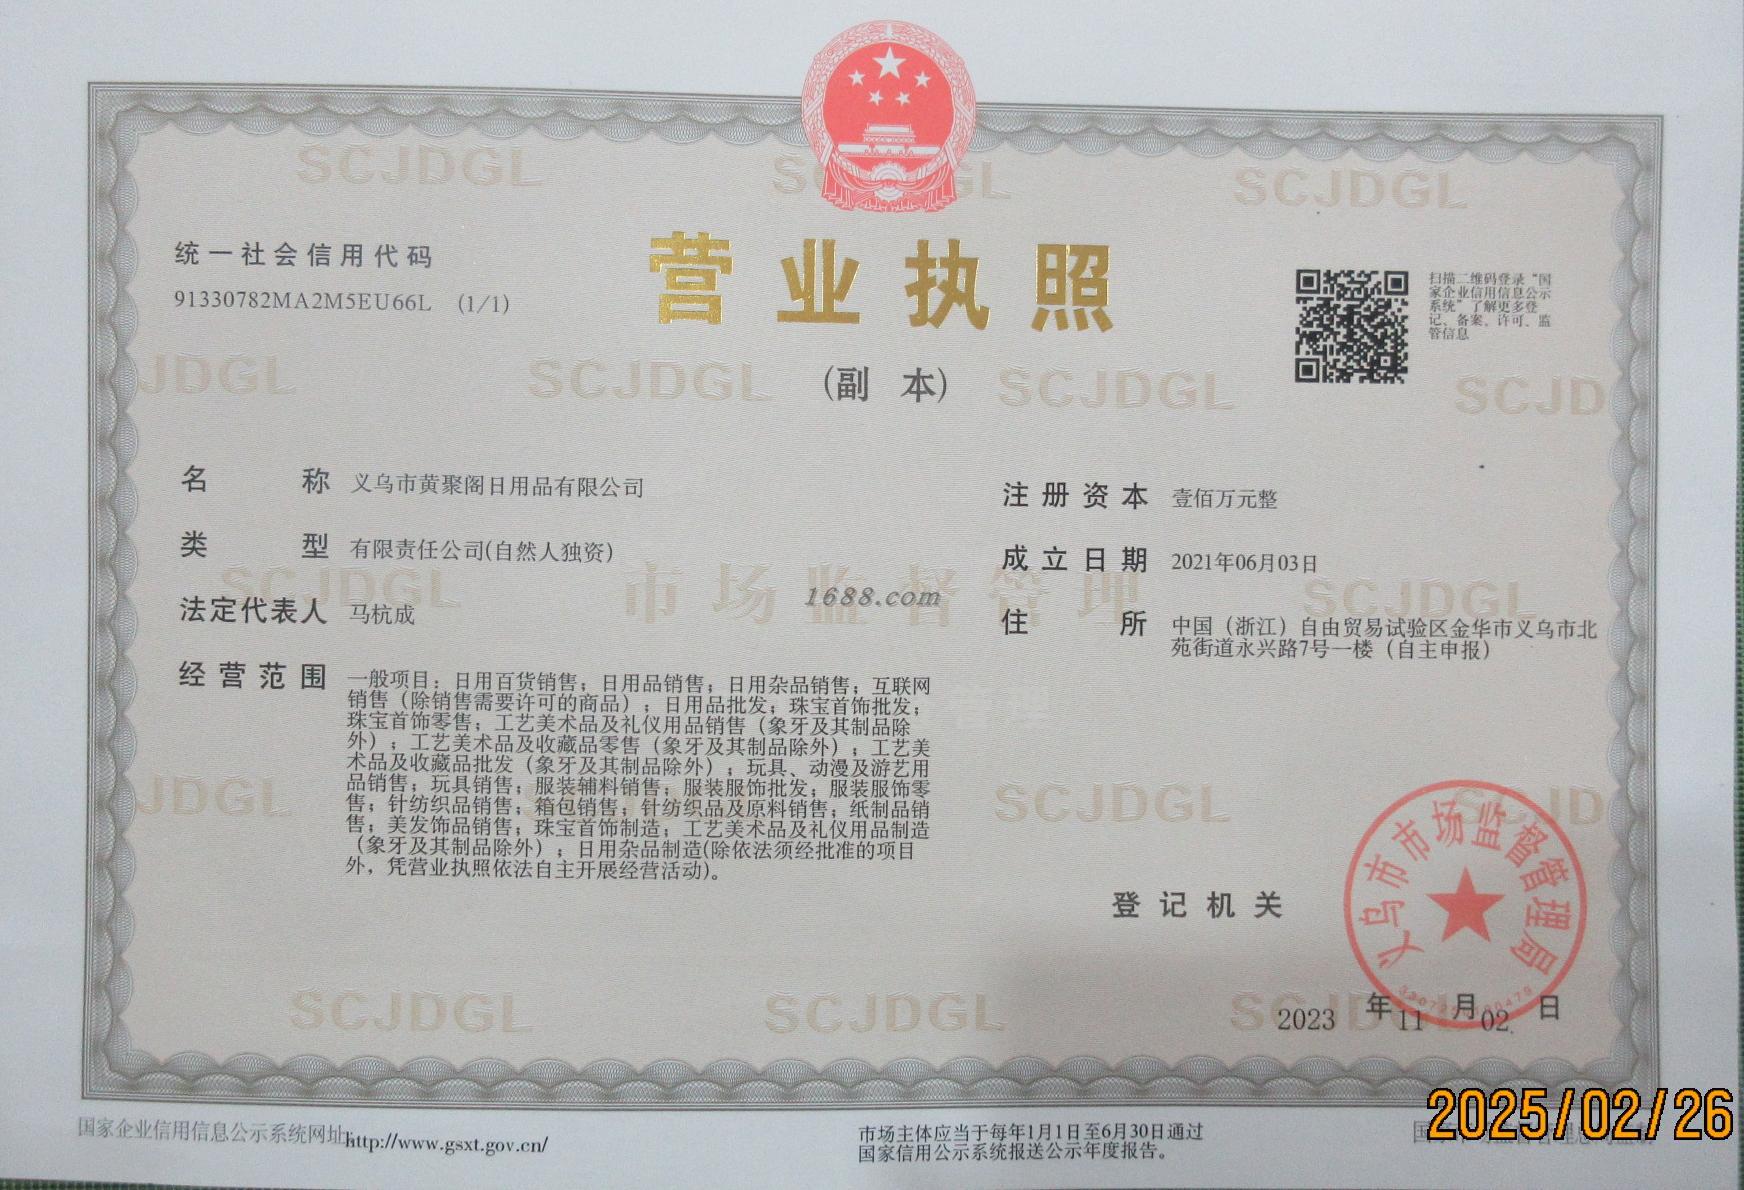 统一社会信用代码
91330782MA2M5EU66L (1/1)
营业执照
(副 本)
扫描二维码登录“国
家企业信用信息公示
系统”了解更多登
记、备案、许可、监
管信息
名 称 义乌市黄聚阁日用品有限公司
类 型 有限责任公司(自然人独资)
法定代表人 马杭成
经营范围 一般项目：日用百货销售；日用品销售；日用杂品销售；互联网
销售（除销售需要许可的商品）；日用品批发；珠宝首饰批发；
珠宝首饰零售；工艺美术品及礼仪用品销售（象牙及其制品除
外）；工艺美术品及收藏品零售（象牙及其制品除外）；工艺美
术品及收藏品批发（象牙及其制品除外）；玩具、动漫及游艺用
品销售；玩具销售；服装辅料销售；服装服饰批发；服装服饰零
售；针纺织品销售；箱包销售；针纺织品及原料销售；纸制品销
售；美发饰品销售；珠宝首饰制造；工艺美术品及礼仪用品制造
（象牙及其制品除外）；日用杂品制造(除依法须经批准的项目
外，凭营业执照依法自主开展经营活动)。
注册资本 壹佰万元整
成立日期 2021年06月03日
住 所 中国（浙江）自由贸易试验区金华市义乌市北
苑街道永兴路7号一楼（自主申报）
1688.com
市场监督管理
SCJDGL
登记机关
义乌市市场监督管理局
2023 年 11 月 02 日
国家企业信用信息公示系统网址http://www.gsxt.gov.cn/
市场主体应当于每年1月1日至6月30日通过
国家信用公示系统报送公示年度报告。
2025/02/26